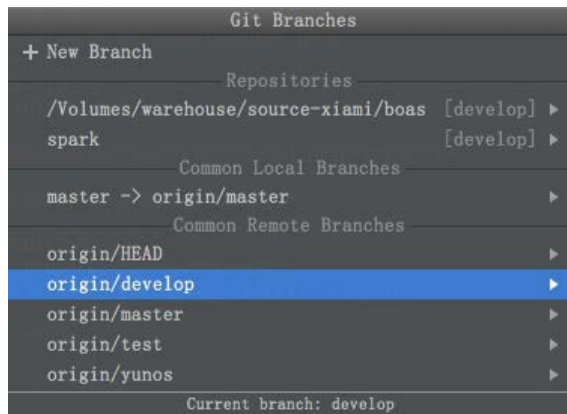 Git Branches
+ New Branch
Repositories
/Volumes/warehouse/source-xiami/boas [develop]
spark [develop]
Common Local Branches
master -> origin/master
Common Remote Branches
origin/HEAD
origin/develop
origin/master
origin/test
origin/yunos
Current branch: develop